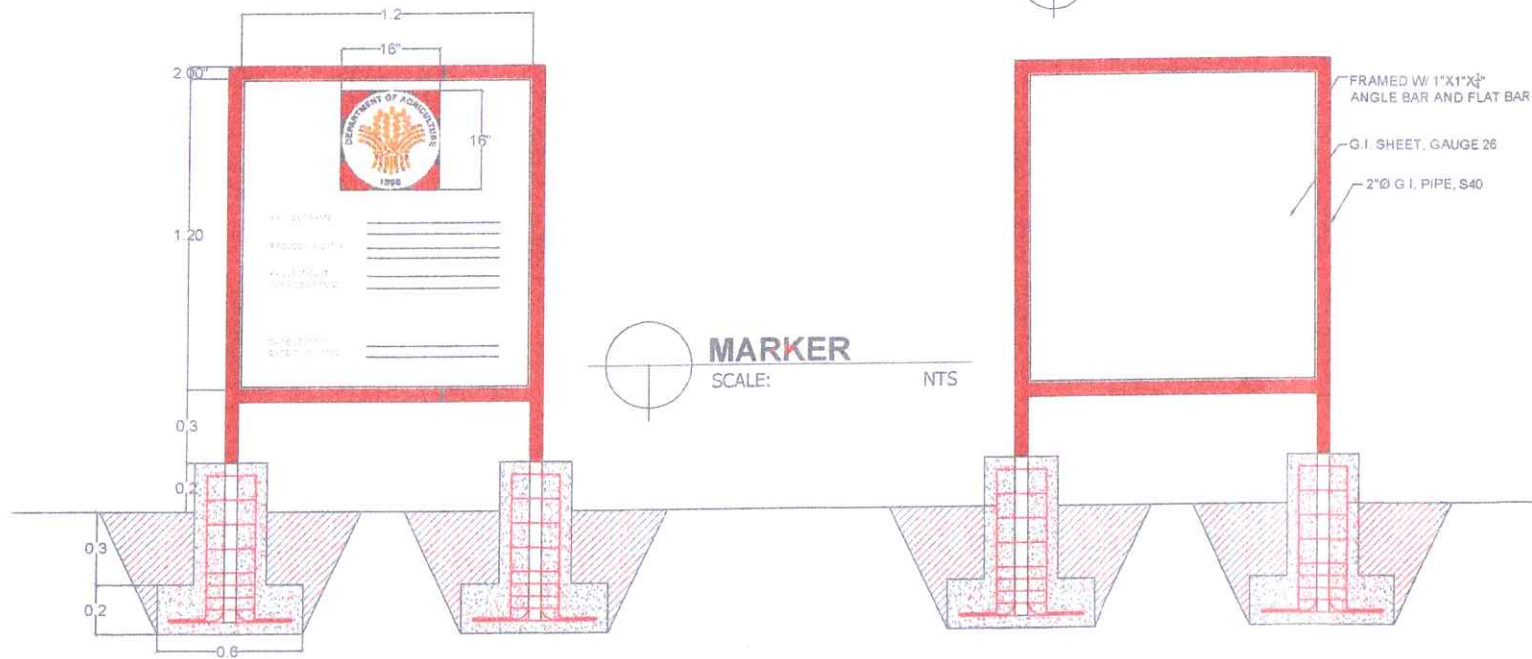 1.2
16"
2.00"
DEPARTMENT OF AGRICULTURE
1898
16"
1.20
0.3
0.2
0.3
0.2
0.6
MARKER
SCALE: NTS
FRAMED W/ 1"X1"X¼"
ANGLE BAR AND FLAT BAR
G.I. SHEET, GAUGE 26
2"Ø G.I. PIPE, S40